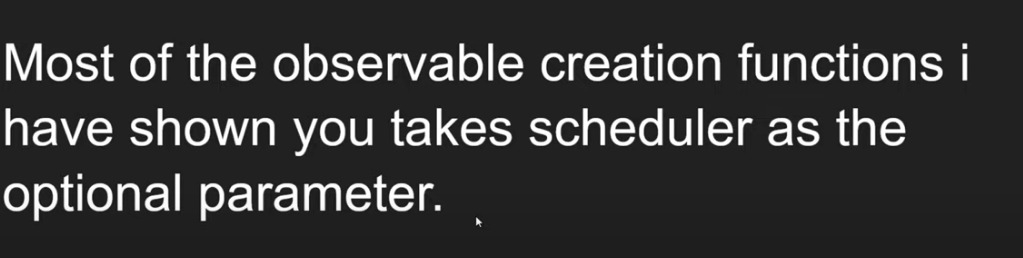 Most of the observable creation functions i
have shown you takes scheduler as the
optional parameter.